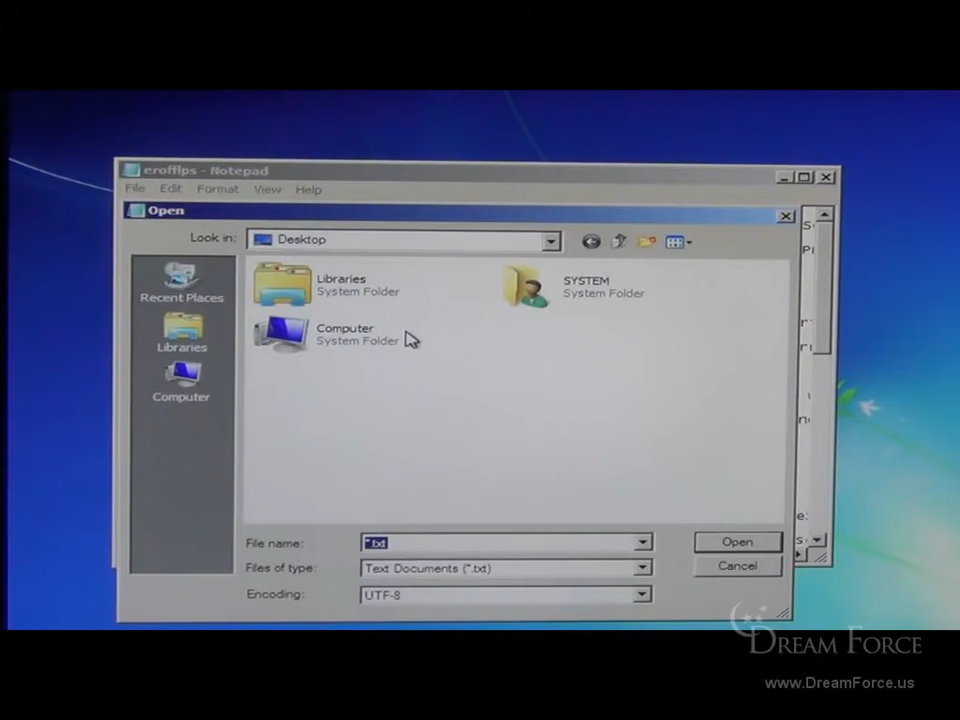 erofflps - Notepad
File Edit Format View Help
Open
Look in: Desktop
Recent Places
Libraries
Computer
Libraries
System Folder
SYSTEM
System Folder
Computer
System Folder
File name: *.txt
Open
Files of type: Text Documents (*.txt)
Cancel
Encoding: UTF-8
DREAM FORCE
www.DreamForce.us